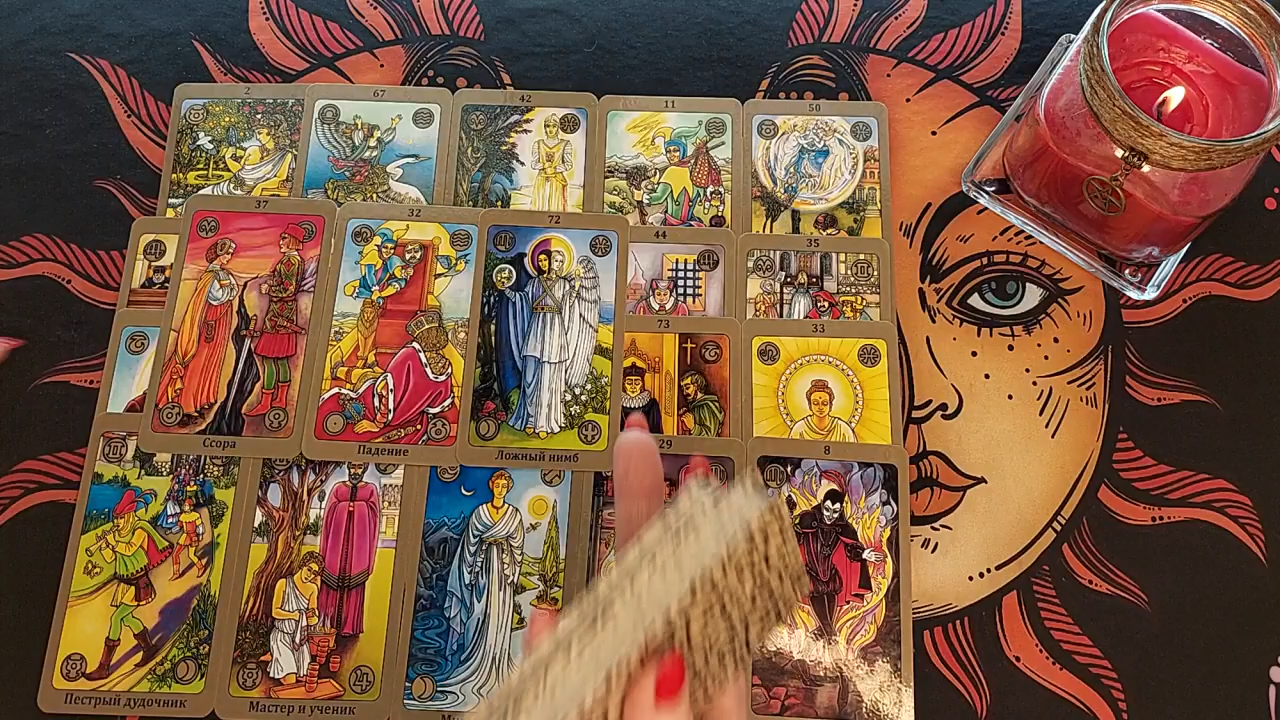 2
67
42
11
50
37
32
72
44
35
73
33
Ссора
Падение
Ложный нимб
29
8
Пестрый дудочник
Мастер и ученик